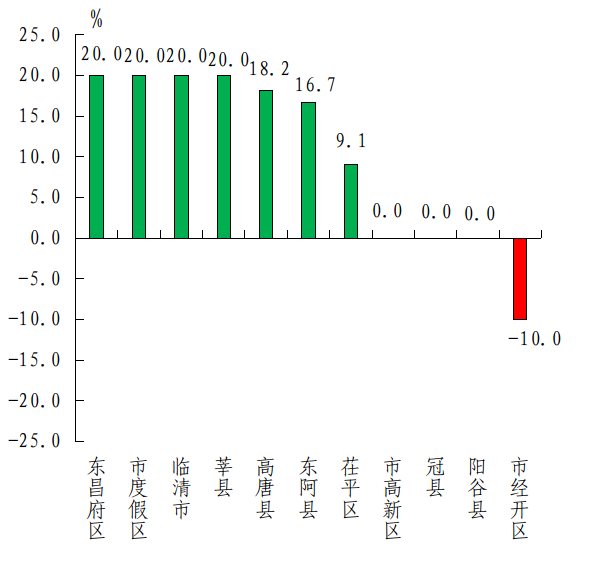 %
25.0
20.0
15.0
10.0
5.0
0.0
-5.0
-10.0
-15.0
-20.0
-25.0
20.0
20.0
20.0
20.0
18.2
16.7
9.1
0.0
0.0
0.0
-10.0
东昌府区
市度假区
临清市
莘县
高唐县
东阿县
茌平区
市高新区
冠县
阳谷县
市经开区